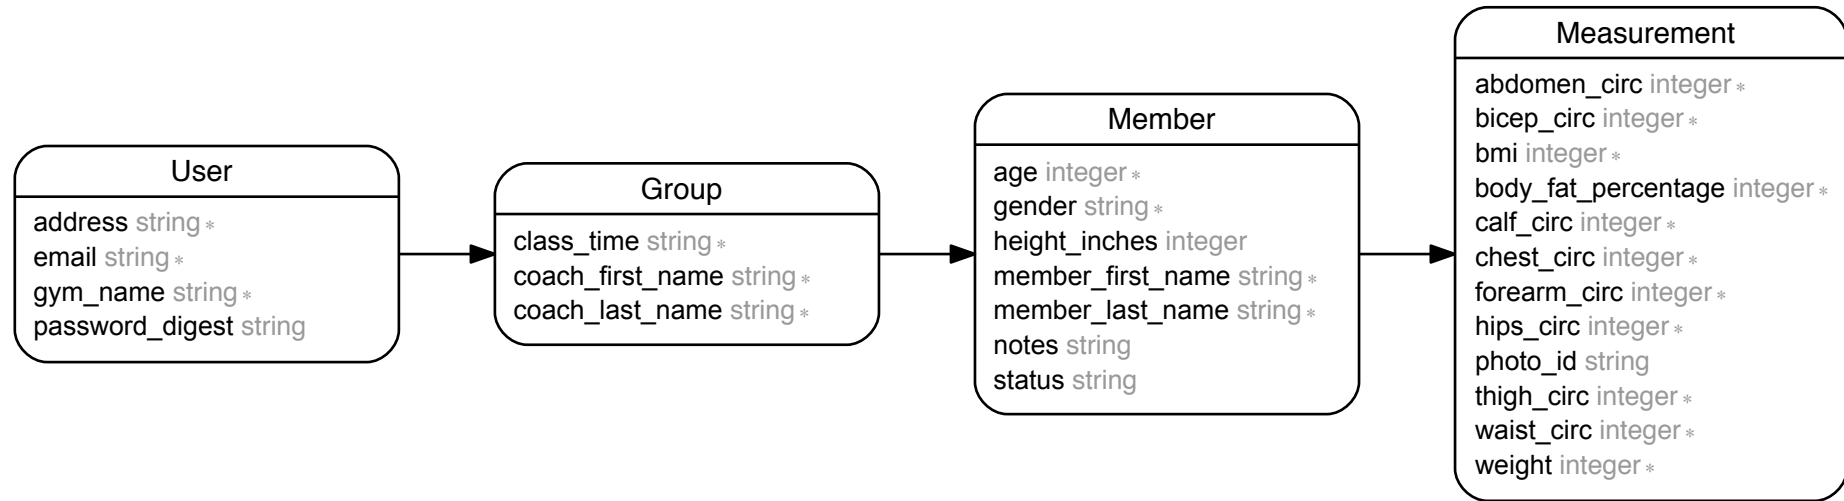 User
address string *
email string *
gym_name string *
password_digest string
Group
class_time string *
coach_first_name string *
coach_last_name string *
Member
age integer *
gender string *
height_inches integer
member_first_name string *
member_last_name string *
notes string
status string
Measurement
abdomen_circ integer *
bicep_circ integer *
bmi integer *
body_fat_percentage integer *
calf_circ integer *
chest_circ integer *
forearm_circ integer *
hips_circ integer *
photo_id string
thigh_circ integer *
waist_circ integer *
weight integer *